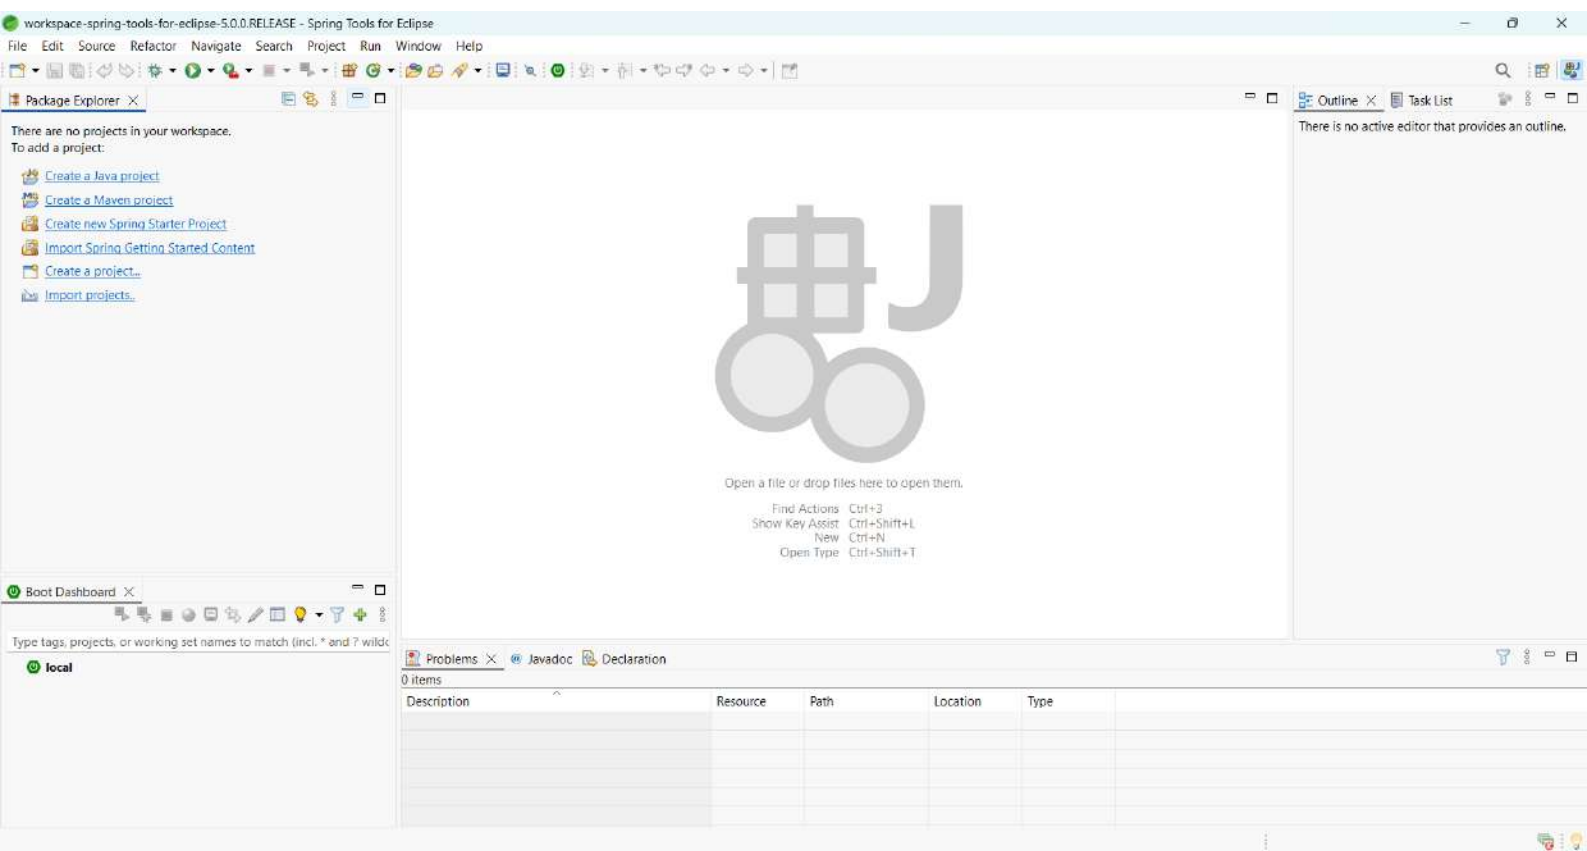 workspace-spring-tools-for-eclipse-5.0.0.RELEASE - Spring Tools for Eclipse
File Edit Source Refactor Navigate Search Project Run Window Help
Package Explorer
There are no projects in your workspace.
To add a project:
Create a Java project
Create a Maven project
Create new Spring Starter Project
Import Spring Getting Started Content
Create a project...
Import projects...
Open a file or drop files here to open them.
Find Actions Ctrl+3
Show Key Assist Ctrl+Shift+L
New Ctrl+N
Open Type Ctrl+Shift+T
Outline Task List
There is no active editor that provides an outline.
Boot Dashboard
Type tags, projects, or working set names to match (incl. * and ? wildc
local
Problems Javadoc Declaration
0 items
Description Resource Path Location Type